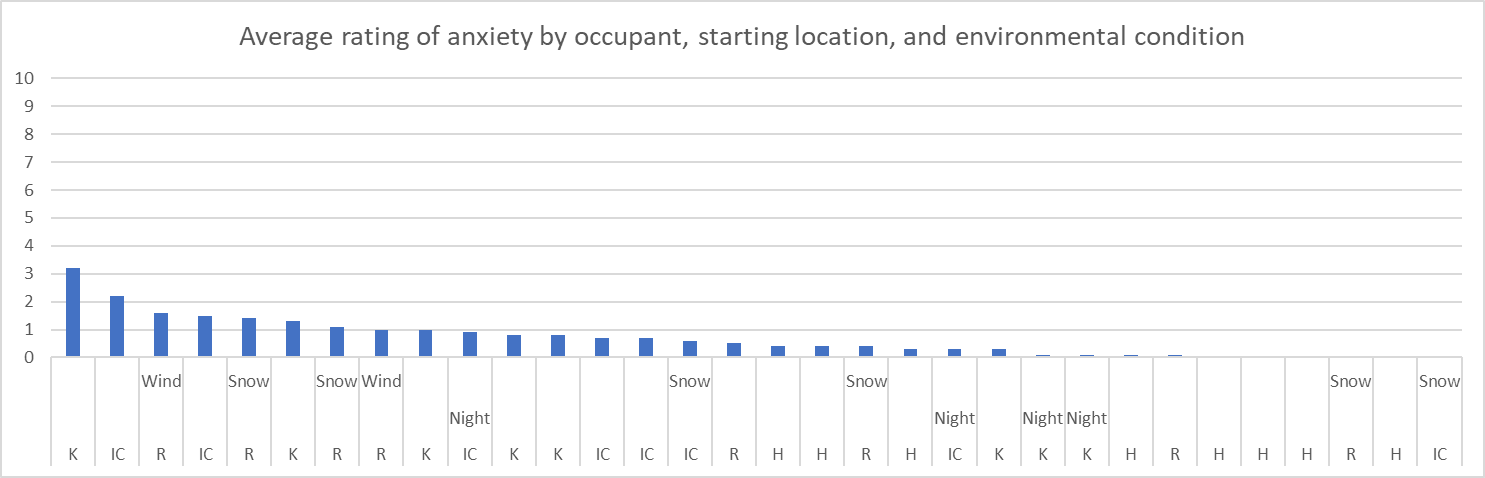 Average rating of anxiety by occupant, starting location, and environmental condition
10
9
8
7
6
5
4
3
2
1
0
Wind Snow Snow Wind Snow Snow Snow Snow
Night Night Night Night
K IC R IC R K R R K IC K K IC IC IC R H H R H IC K K K H R H H H R H IC